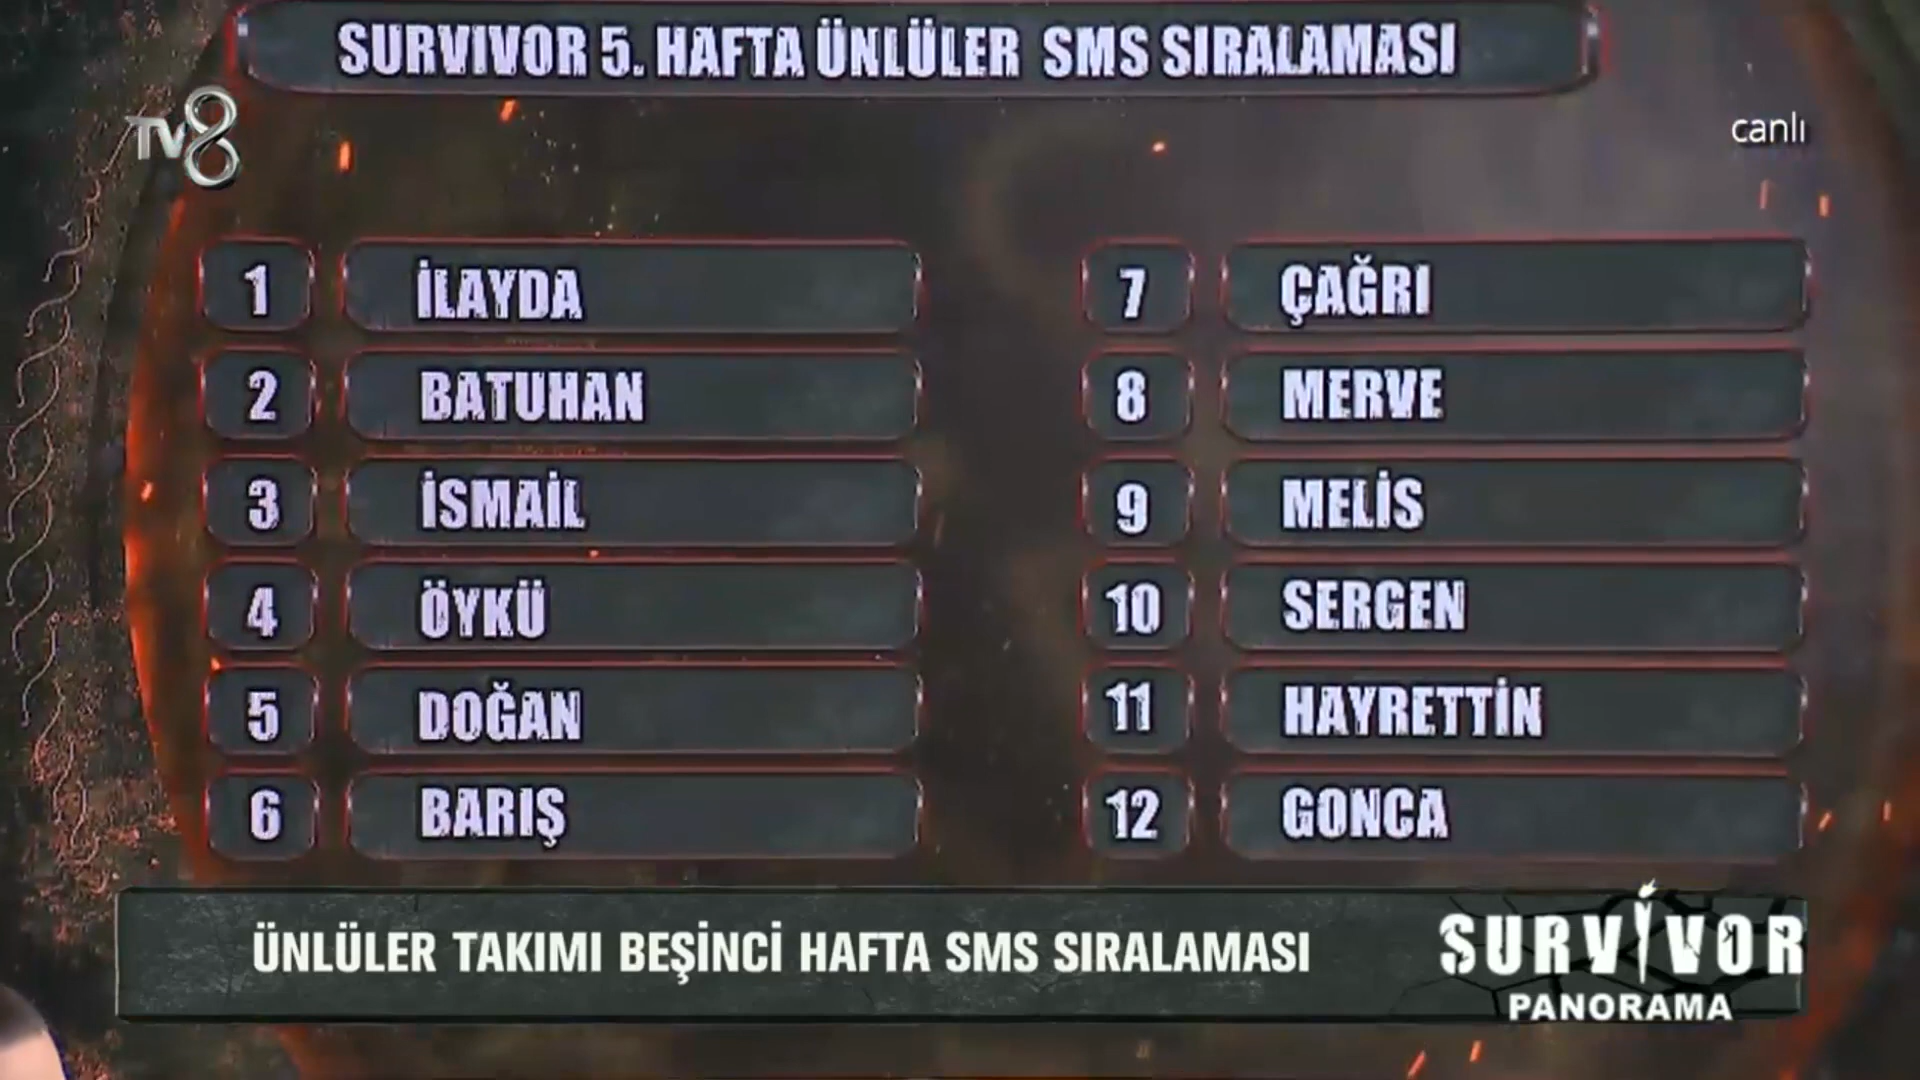 SURVIVOR 5. HAFTA ÜNLÜLER SMS SIRALAMASI
TV8
canlı
1 İLAYDA
2 BATUHAN
3 İSMAİL
4 ÖYKÜ
5 DOĞAN
6 BARIŞ
7 ÇAĞRI
8 MERVE
9 MELİS
10 SERGEN
11 HAYRETTİN
12 GONCA
ÜNLÜLER TAKIMI BEŞİNCİ HAFTA SMS SIRALAMASI
SURVIVOR
PANORAMA